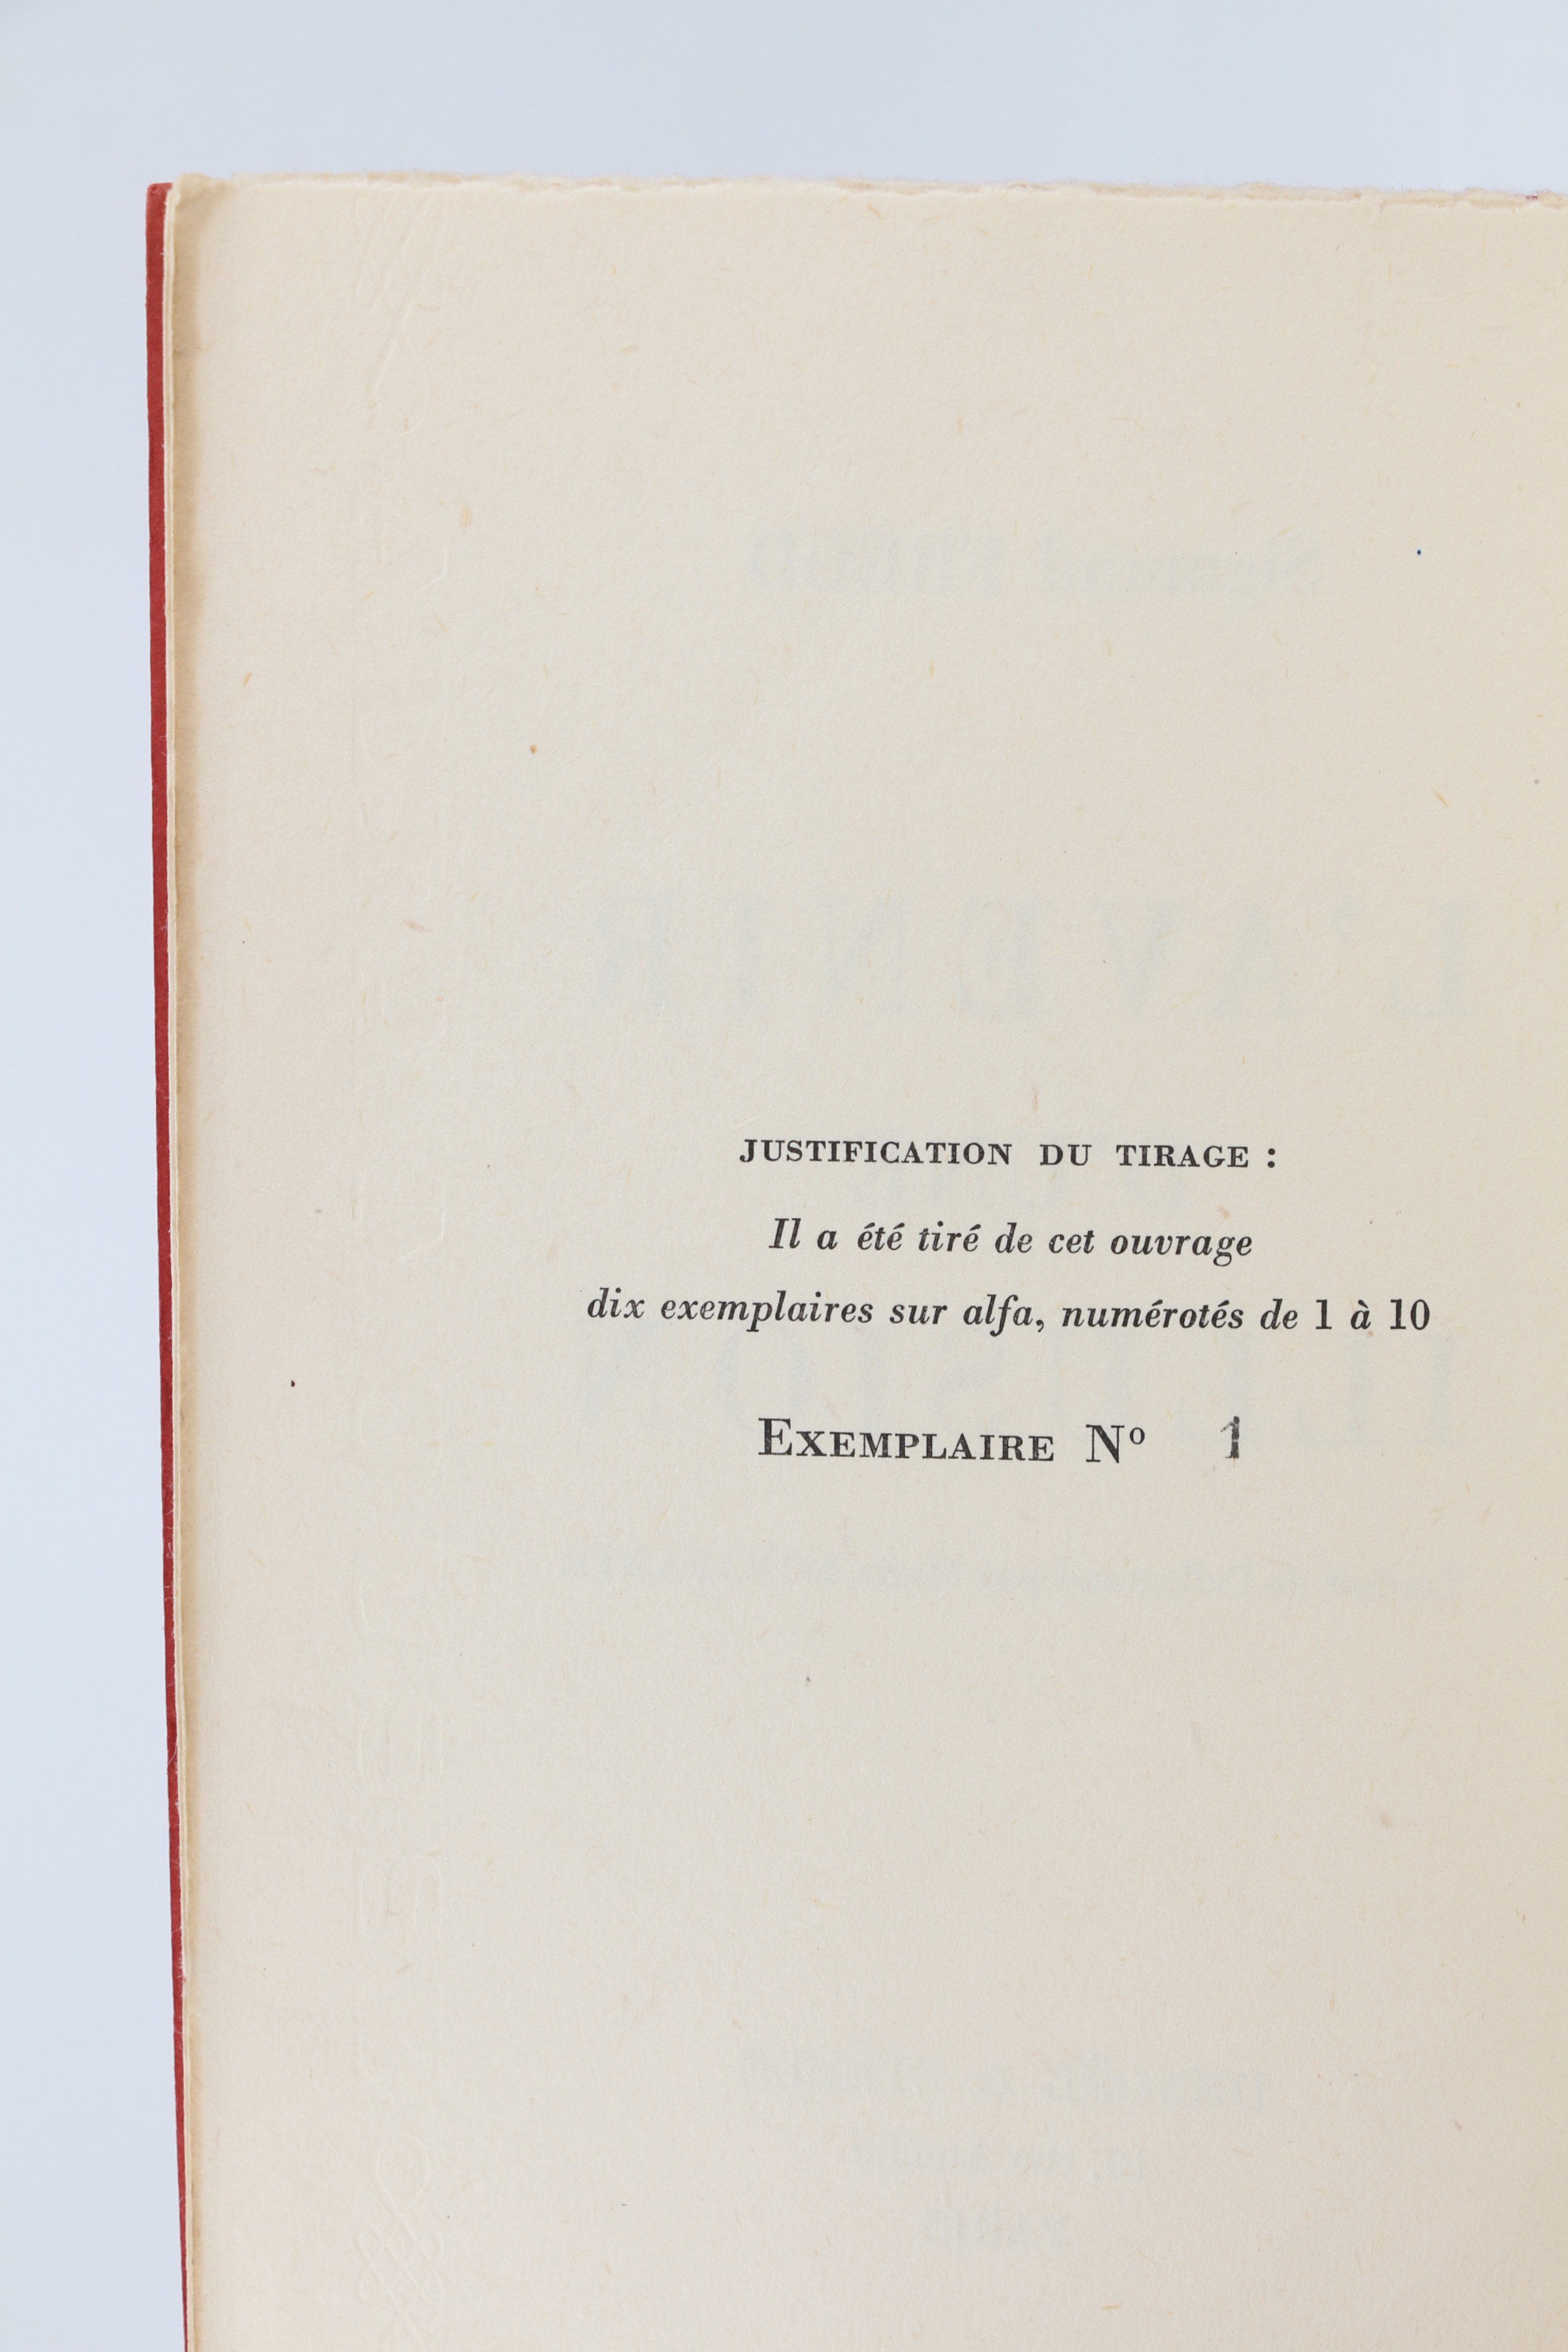 JUSTIFICATION DU TIRAGE :
Il a été tiré de cet ouvrage
dix exemplaires sur alfa, numérotés de 1 à 10
EXEMPLAIRE Nº 1